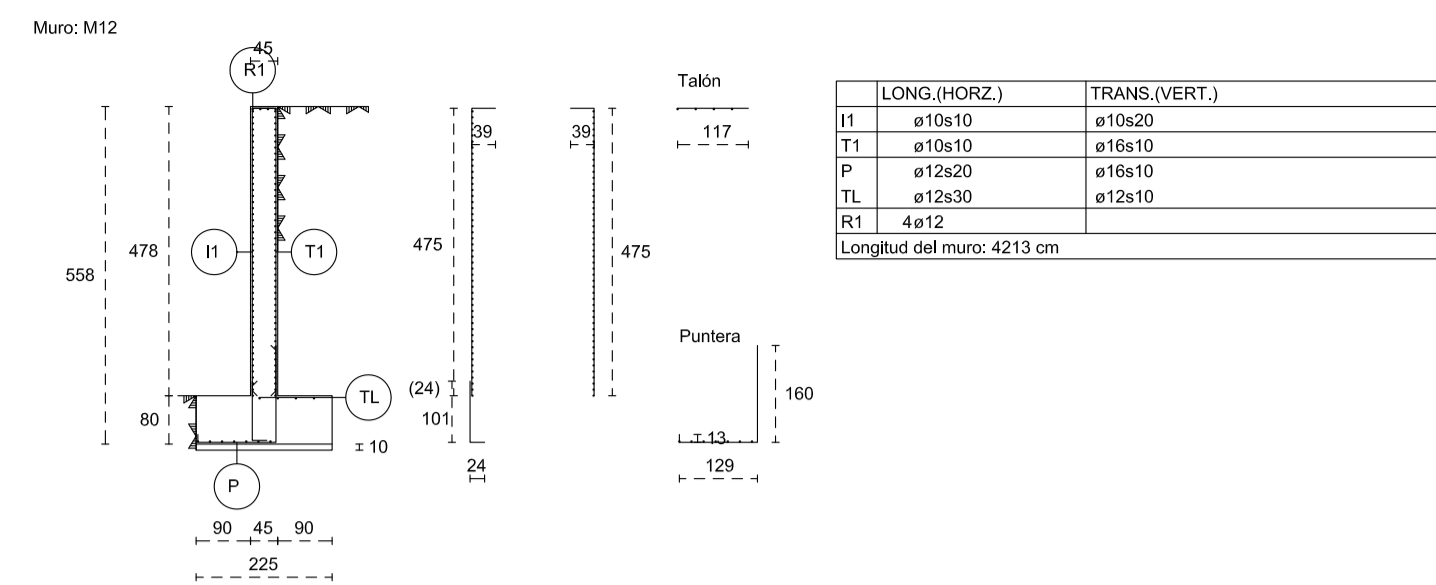 Muro: M12
45
R1
Talón
39
39
117
LONG.(HORZ.) TRANS.(VERT.)
I1 ø10s10 ø10s20
T1 ø10s10 ø16s10
P ø12s20 ø16s10
TL ø12s30 ø12s10
R1 4ø12
Longitud del muro: 4213 cm
558
478
I1
T1
475
475
Puntera
80
TL
(24)
101
160
10
24
13
129
P
90 45 90
225